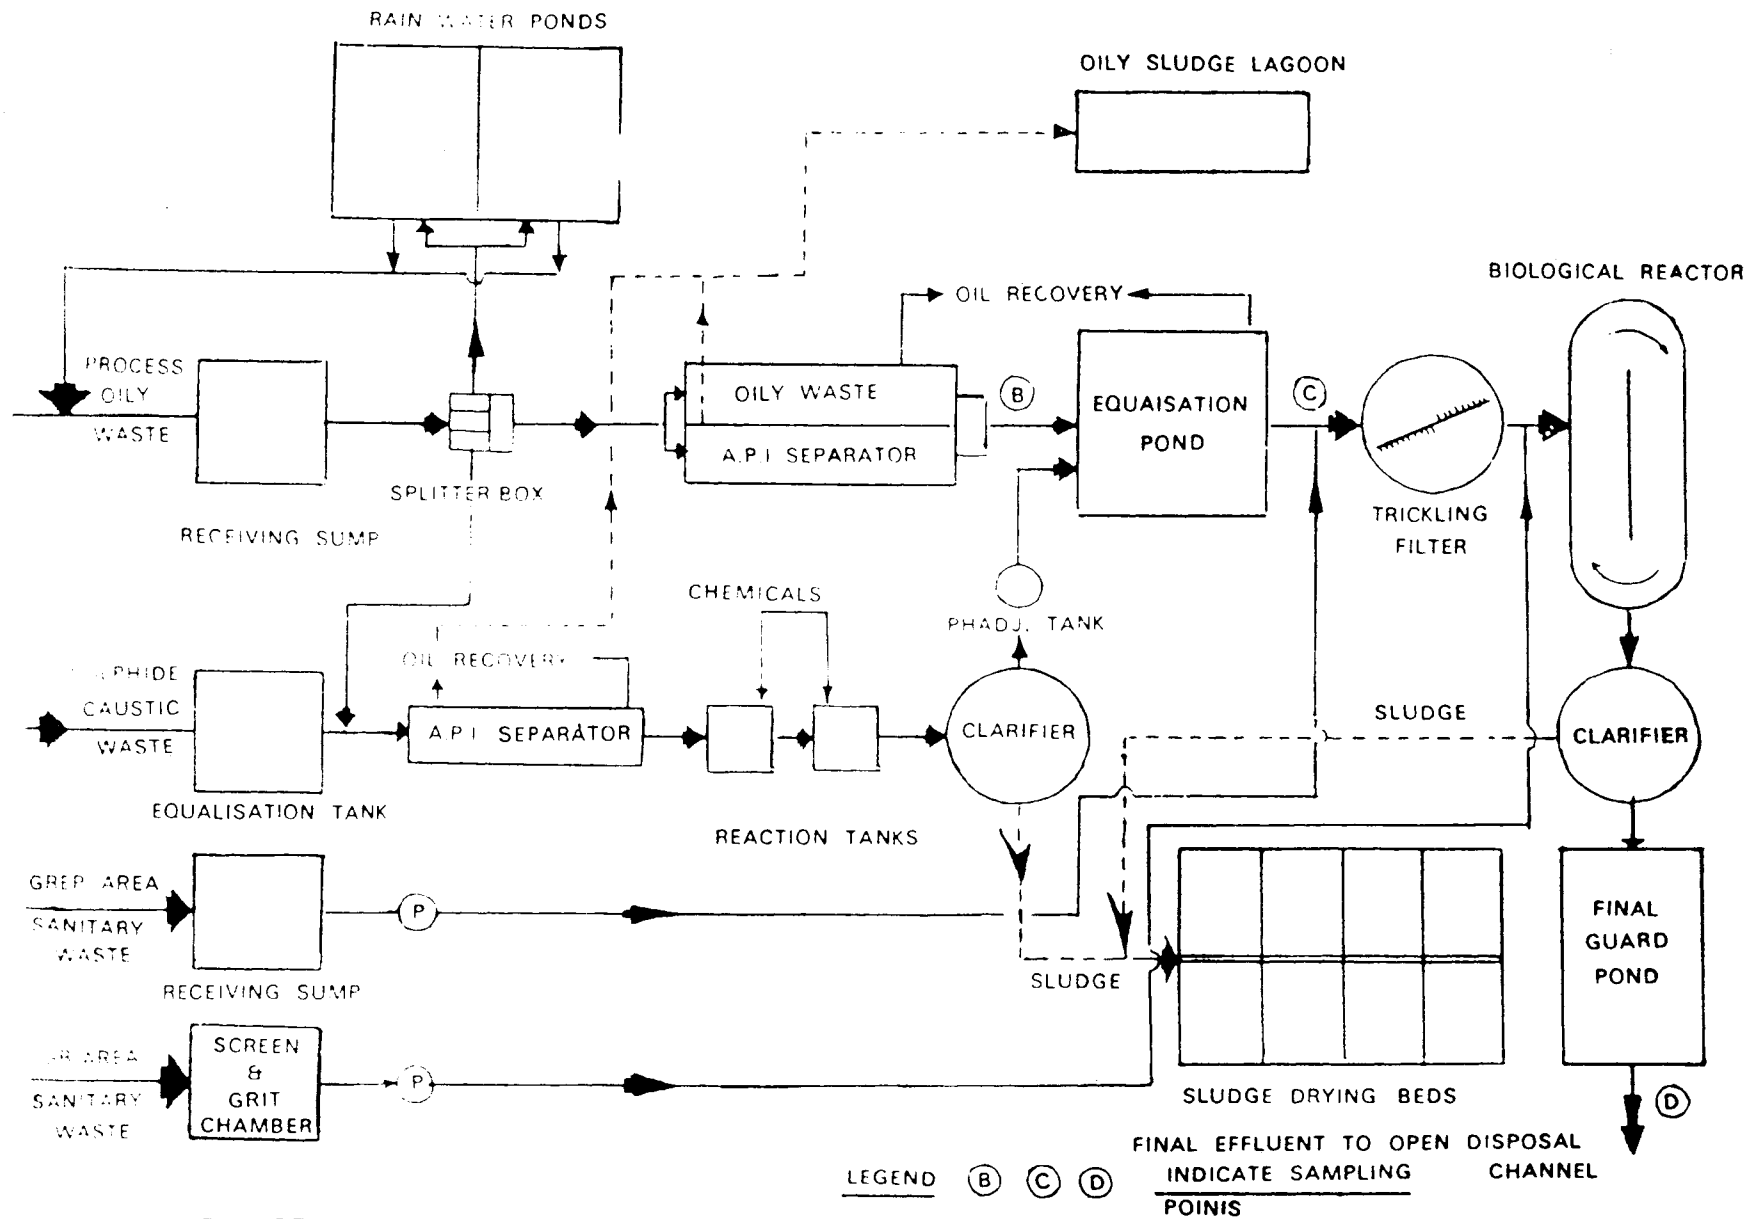 RAIN WATER PONDS
OILY SLUDGE LAGOON
BIOLOGICAL REACTOR
OIL RECOVERY
PROCESS
OILY
WASTE
OILY WASTE
A.P.I SEPARATOR
B
EQUAISATION
POND
C
SPLITTER BOX
RECEIVING SUMP
TRICKLING
FILTER
CHEMICALS
PHADJ. TANK
OIL RECOVERY
CAUSTIC
WASTE
A.P.I SEPARATOR
CLARIFIER
SLUDGE
CLARIFIER
EQUALISATION TANK
REACTION TANKS
GREP AREA
SANITARY
WASTE
P
RECEIVING SUMP
SLUDGE
FINAL
GUARD
POND
AREA
SANITARY
WASTE
SCREEN
&
GRIT
CHAMBER
P
SLUDGE DRYING BEDS
D
FINAL EFFLUENT TO OPEN DISPOSAL
CHANNEL
LEGEND B C D INDICATE SAMPLING
POINIS